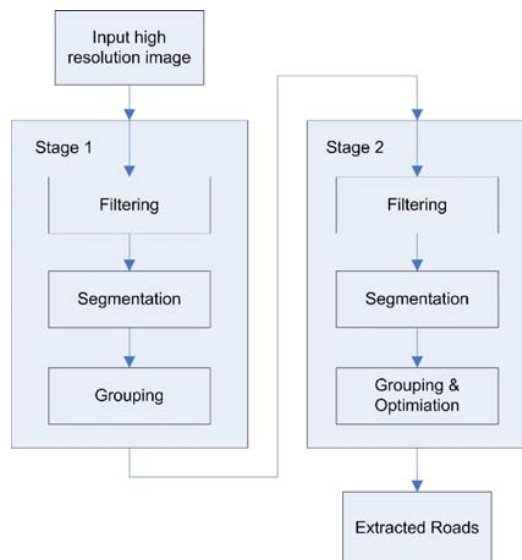 Input high
resolution image
Stage 1
Filtering
Segmentation
Grouping
Stage 2
Filtering
Segmentation
Grouping &
Optimiation
Extracted Roads